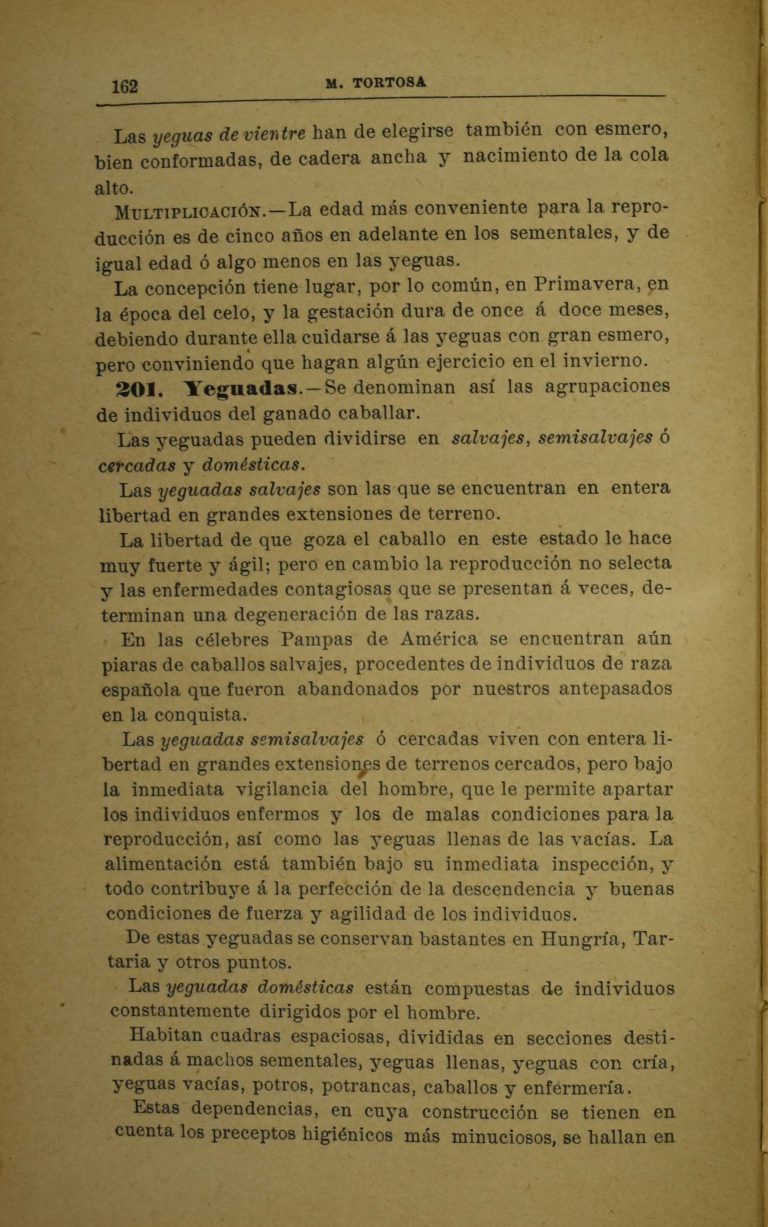 162
M. TORTOSA
Las yeguas de vientre han de elegirse también con esmero,
bien conformadas, de cadera ancha y nacimiento de la cola
alto.
MULTIPLICACIÓN.—La edad más conveniente para la repro-
ducción es de cinco años en adelante en los sementales, y de
igual edad ó algo menos en las yeguas.
La concepción tiene lugar, por lo común, en Primavera, en
la época del celo, y la gestación dura de once á doce meses,
debiendo durante ella cuidarse á las yeguas con gran esmero,
pero conviniendo que hagan algún ejercicio en el invierno.
201. Yeguadas.—Se denominan así las agrupaciones
de individuos del ganado caballar.
Las yeguadas pueden dividirse en salvajes, semisalvajes ó
cercadas y domésticas.
Las yeguadas salvajes son las que se encuentran en entera
libertad en grandes extensiones de terreno.
La libertad de que goza el caballo en este estado le hace
muy fuerte y ágil; pero en cambio la reproducción no selecta
y las enfermedades contagiosas que se presentan á veces, de-
terminan una degeneración de las razas.
En las célebres Pampas de América se encuentran aún
piaras de caballos salvajes, procedentes de individuos de raza
española que fueron abandonados por nuestros antepasados
en la conquista.
Las yeguadas semisalvajes ó cercadas viven con entera li-
bertad en grandes extensiones de terrenos cercados, pero bajo
la inmediata vigilancia del hombre, que le permite apartar
los individuos enfermos y los de malas condiciones para la
reproducción, así como las yeguas llenas de las vacías. La
alimentación está también bajo su inmediata inspección, y
todo contribuye á la perfección de la descendencia y buenas
condiciones de fuerza y agilidad de los individuos.
De estas yeguadas se conservan bastantes en Hungría, Tar-
taria y otros puntos.
Las yeguadas domésticas están compuestas de individuos
constantemente dirigidos por el hombre.
Habitan cuadras espaciosas, divididas en secciones desti-
nadas á machos sementales, yeguas llenas, yeguas con cría,
yeguas vacías, potros, potrancas, caballos y enfermería.
Estas dependencias, en cuya construcción se tienen en
cuenta los preceptos higiénicos más minuciosos, se hallan en